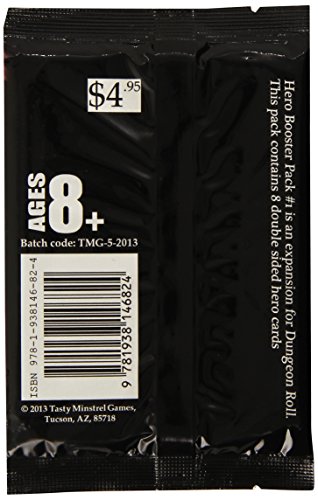 $4.95
AGES
8+
Batch code: TMG-5-2013
ISBN 978-1-938146-82-4
9 781938 146824
© 2013 Tasty Minstrel Games,
Tucson, AZ, 85718
Hero Booster Pack #1 is an expansion for Dungeon Roll.
This pack contains 8 double sided hero cards